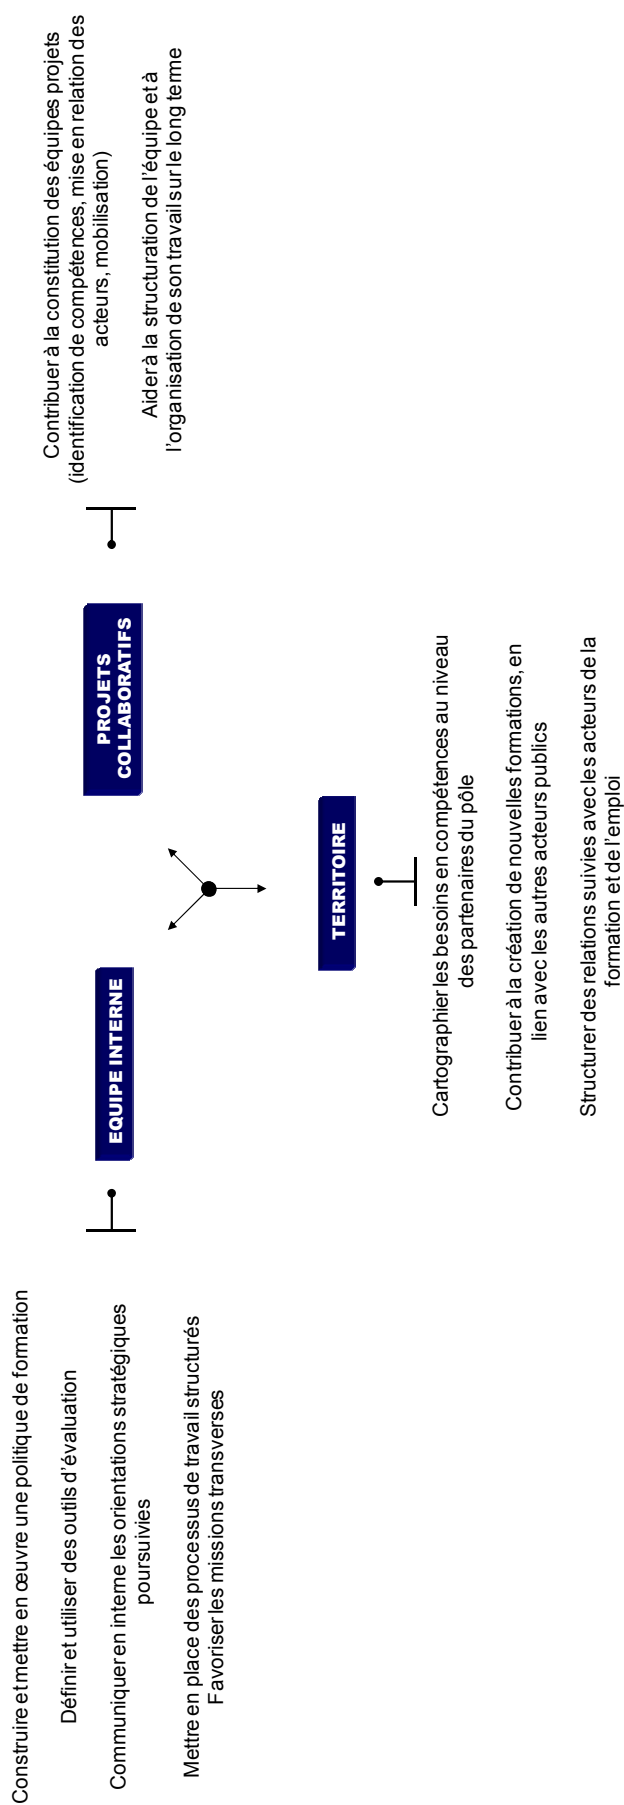 Construire et mettre en œuvre une politique de formation
Définir et utiliser des outils d'évaluation
Communiquer en interne les orientations stratégiques
poursuivies
Mettre en place des processus de travail structurés
Favoriser les missions transverses
EQUIPE INTERNE
PROJETS
COLLABORATIFS
Contribuer à la constitution des équipes projets
(identification de compétences, mise en relation des
acteurs, mobilisation)
Aider à la structuration de l'équipe et à
l'organisation de son travail sur le long terme
TERRITOIRE
Cartographier les besoins en compétences au niveau
des partenaires du pôle
Contribuer à la création de nouvelles formations, en
lien avec les autres acteurs publics
Structurer des relations suivies avec les acteurs de la
formation et de l'emploi